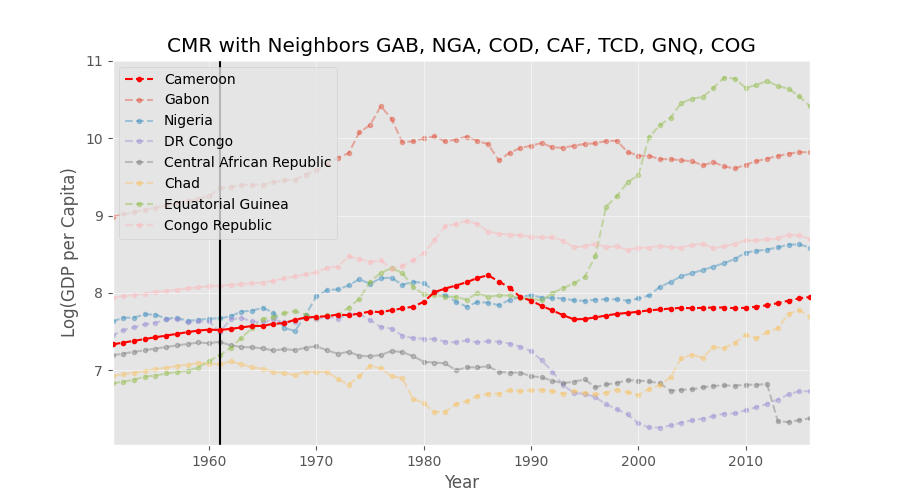 CMR with Neighbors GAB, NGA, COD, CAF, TCD, GNQ, COG
Log(GDP per Capita)
11
10
9
8
7
Cameroon
Gabon
Nigeria
DR Congo
Central African Republic
Chad
Equatorial Guinea
Congo Republic
1960 1970 1980 1990 2000 2010
Year